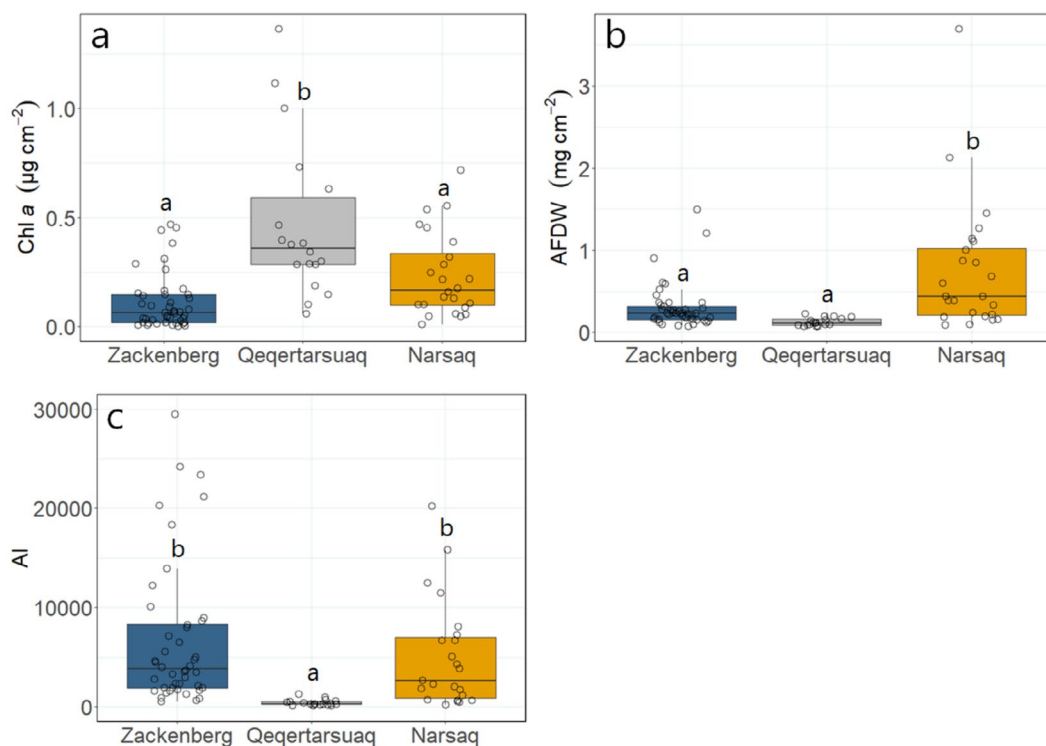 a
Chl a (µg cm⁻²)
1.0
0.5
0.0
a
b
a
Zackenberg Qeqertarsuaq Narsaq
b
AFDW (mg cm⁻²)
3
2
1
0
a
a
b
Zackenberg Qeqertarsuaq Narsaq
c
AI
30000
20000
10000
0
b
a
b
Zackenberg Qeqertarsuaq Narsaq